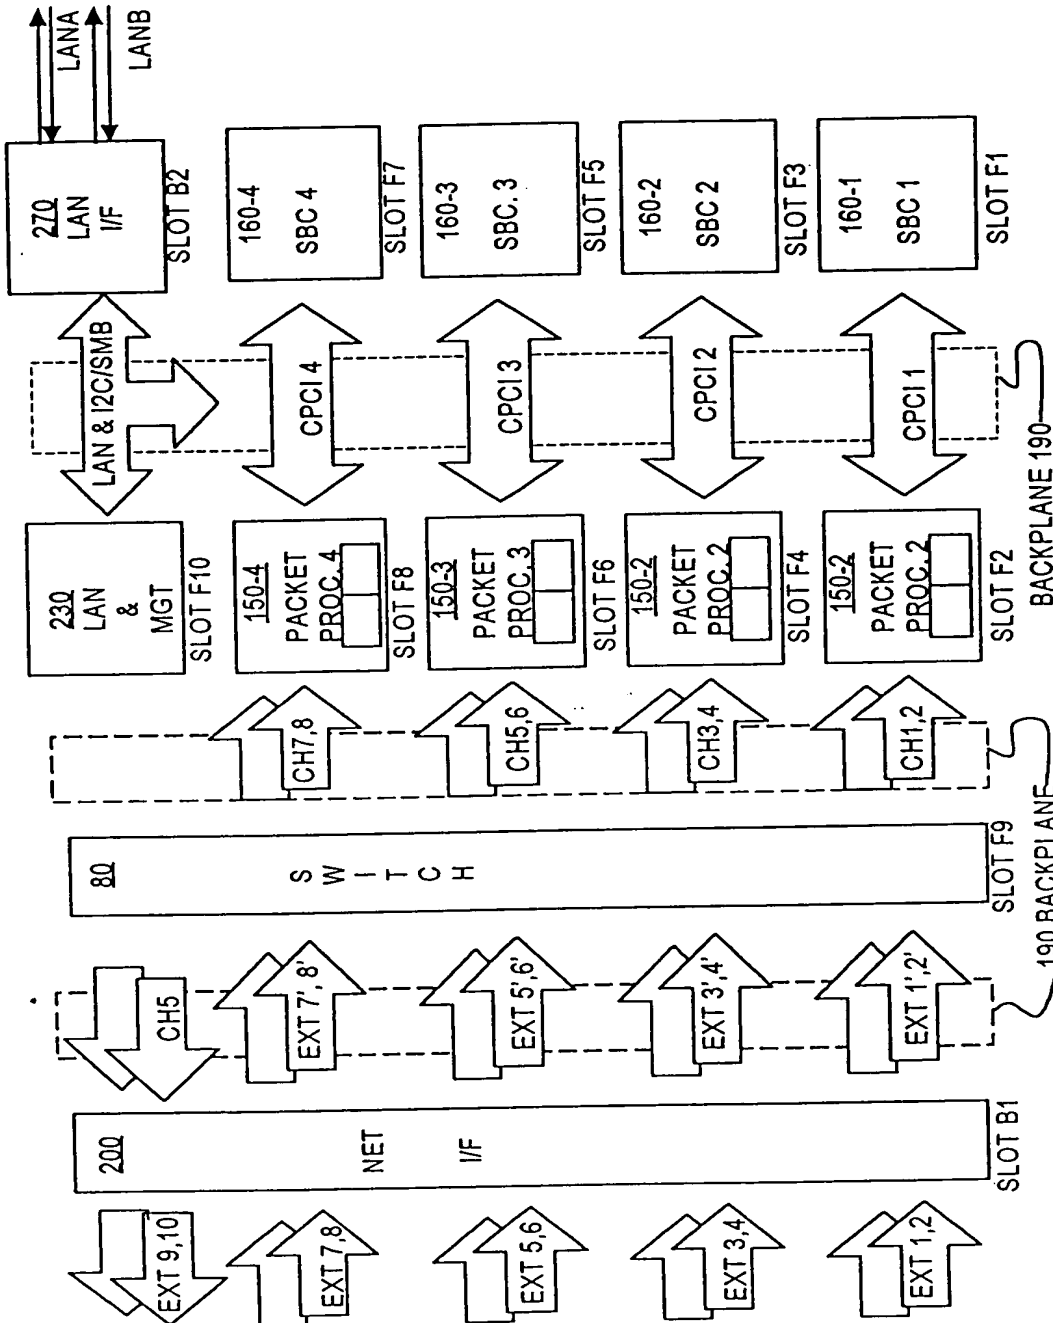 LANA
LANB
270
LAN
I/F
SLOT B2
160-4
SBC 4
SLOT F7
160-3
SBC. 3
SLOT F5
160-2
SBC 2
SLOT F3
160-1
SBC 1
SLOT F1
LAN & I2C/SMB
CPCI 4
CPCI 3
CPCI 2
CPCI 1
BACKPLANE 190
230
LAN
&
MGT
SLOT F10
150-4
PACKET
PROC. 4
SLOT F8
150-3
PACKET
PROC. 3
SLOT F6
150-2
PACKET
PROC. 2
SLOT F4
150-2
PACKET
PROC. 2
SLOT F2
CH7,8
CH5,6
CH3,4
CH1,2
190 BACKPLANE
80
SWITCH
SLOT F9
CH5
EXT 7', 8'
EXT 5',6'
EXT 3',4'
EXT 1',2'
200
NET
I/F
SLOT B1
EXT 9,10
EXT 7,8
EXT 5,6
EXT 3,4
EXT 1,2